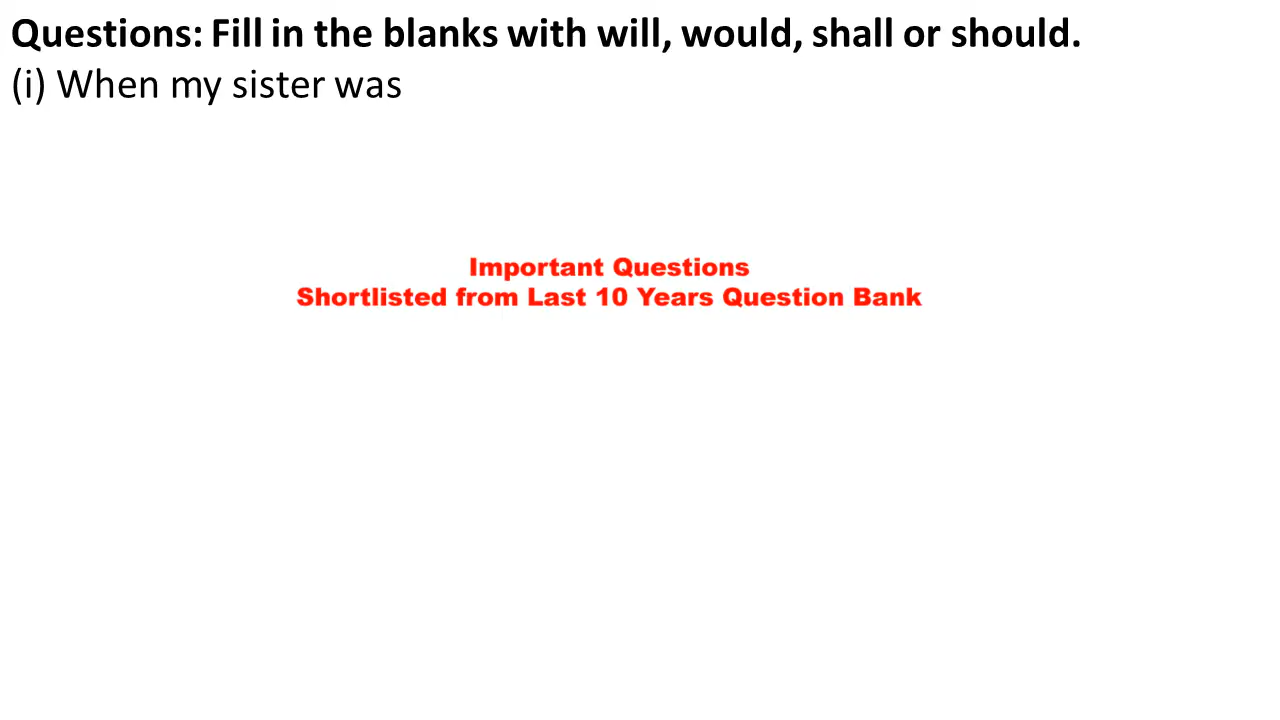 Questions: Fill in the blanks with will, would, shall or should.
(i) When my sister was
Important Questions
Shortlisted from Last 10 Years Question Bank